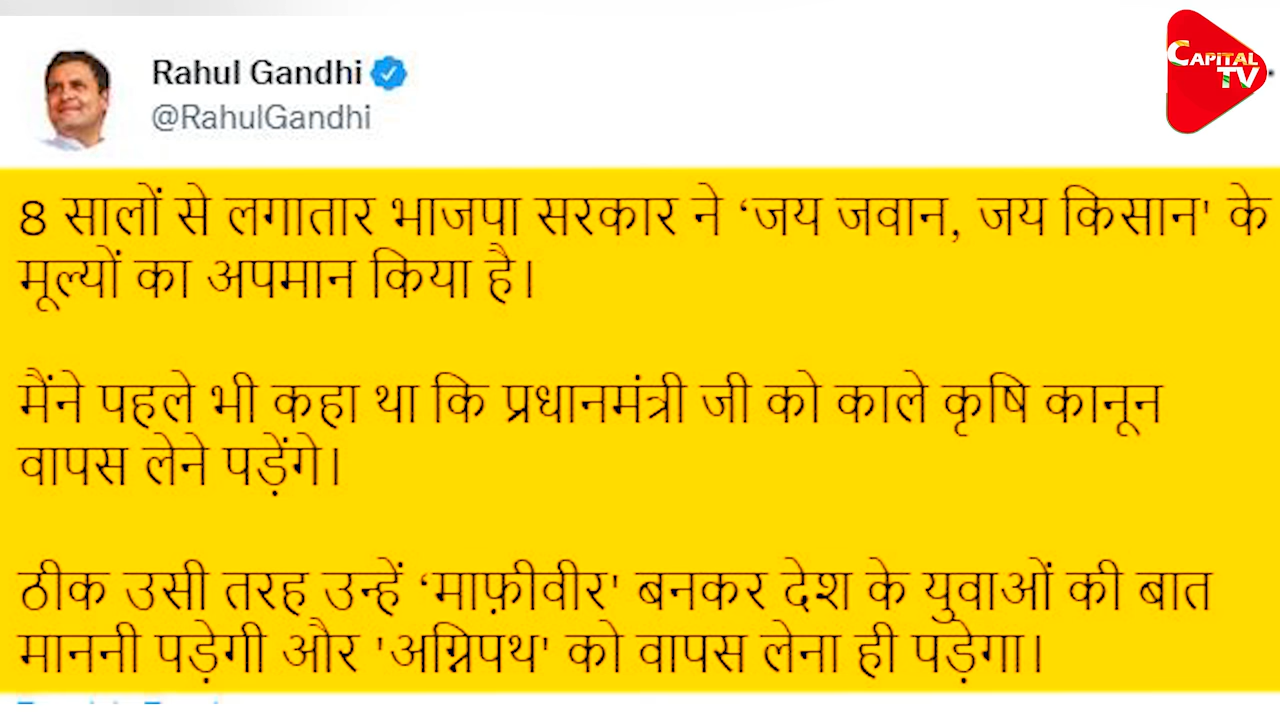 Rahul Gandhi
@RahulGandhi
CAPITAL
TV
8 सालों से लगातार भाजपा सरकार ने ‘जय जवान, जय किसान' के
मूल्यों का अपमान किया है।
मैंने पहले भी कहा था कि प्रधानमंत्री जी को काले कृषि कानून
वापस लेने पड़ेंगे।
ठीक उसी तरह उन्हें ‘माफ़ीवीर' बनकर देश के युवाओं की बात
माननी पड़ेगी और 'अग्निपथ' को वापस लेना ही पड़ेगा।